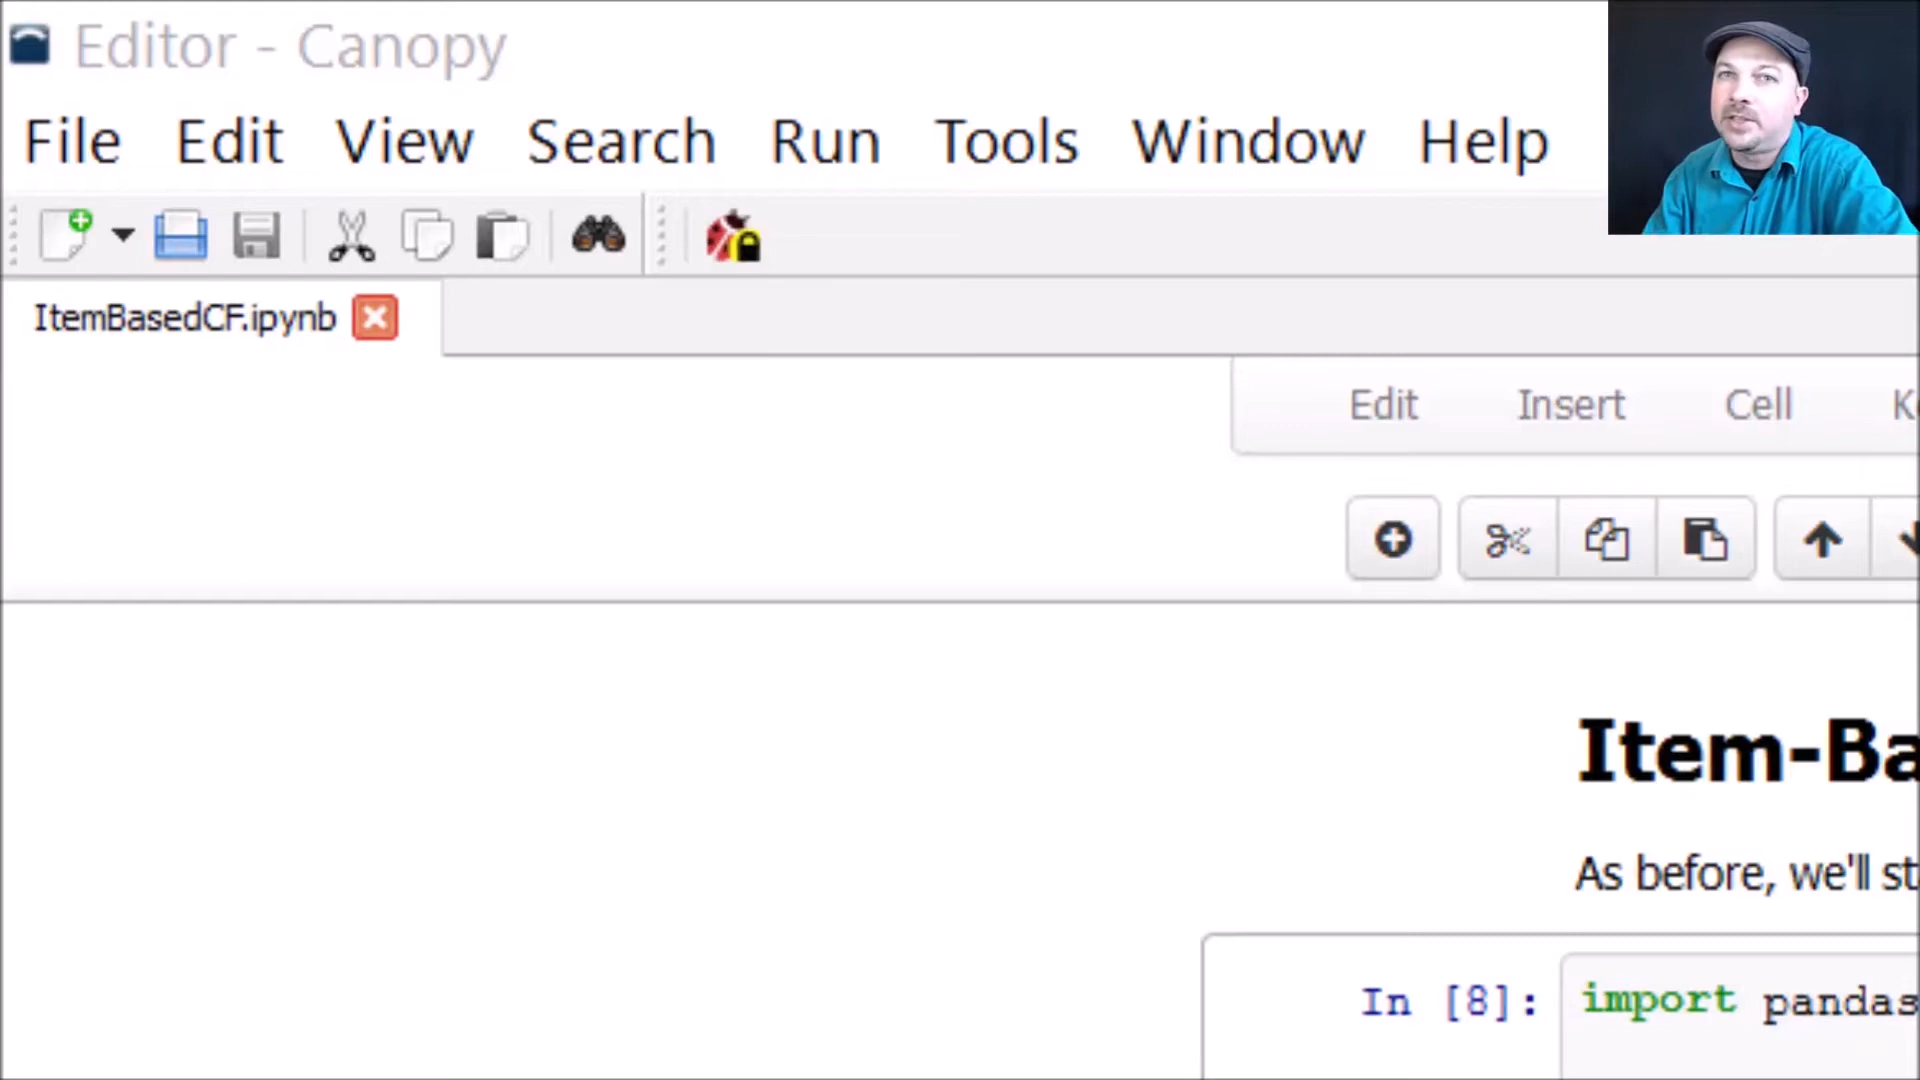 Editor - Canopy
File Edit View Search Run Tools Window Help
ItemBasedCF.ipynb
Edit Insert Cell
Item-Ba
As before, we'll st
In [8]: import pandas